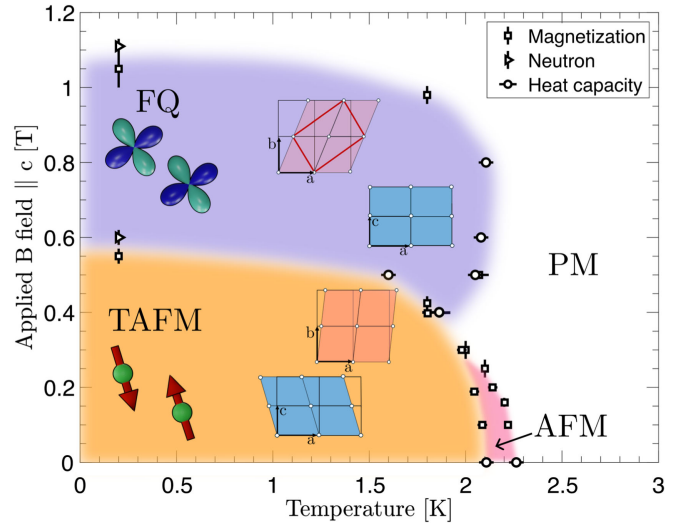 1.2
1
0.8
0.6
0.4
0.2
0
Applied B field || c [T]
Magnetization
Neutron
Heat capacity
FQ
b
a
c
a
PM
TAFM
b
a
c
a
AFM
0
0.5
1
1.5
2
2.5
3
Temperature [K]